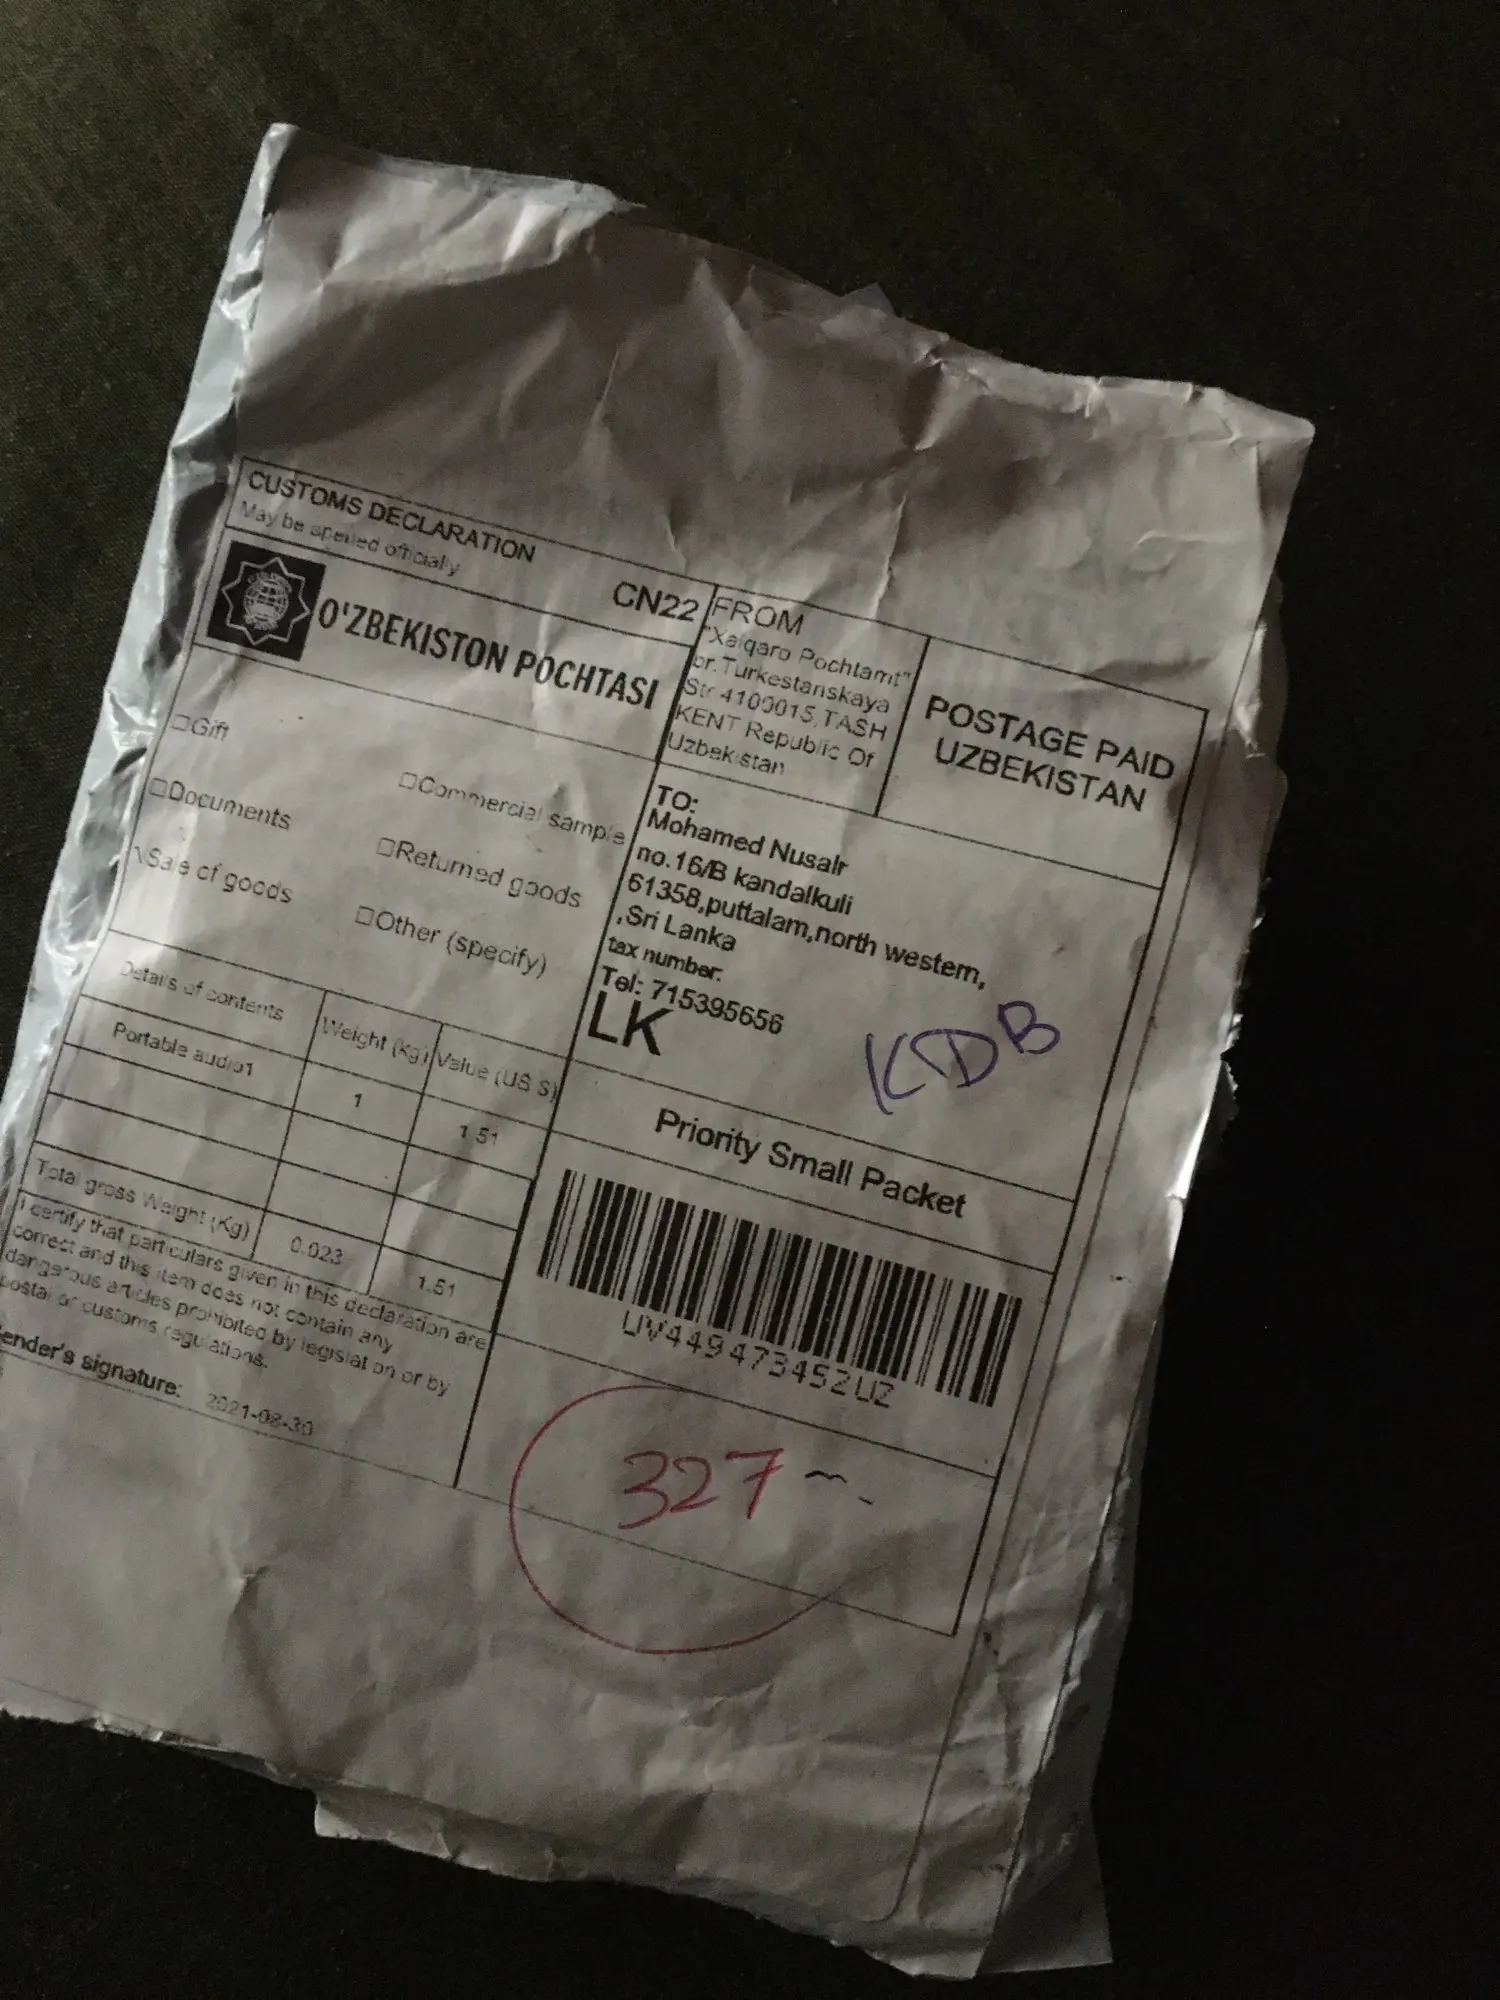 CUSTOMS DECLARATION
May be opened officially
CN22
O'ZBEKISTON POCHTASI
□Gift
□Documents
□Commercial sample
√Sale of goods
□Returned goods
□Other (specify)
Details of contents
Weight (Kg)
Value (US $)
Portable audio1
1
1.51
Total gross Weight (Kg)
0.023
1.51
I certify that particulars given in this declaration are
correct and this item does not contain any
dangerous articles prohibited by legislation or by
postal or customs regulations.
Sender's signature:
2021-08-30
FROM
"Xalqaro Pochtamt"
br.Turkestanskaya
Str 4100015,TASH
KENT Republic Of
Uzbekistan
POSTAGE PAID
UZBEKISTAN
TO:
Mohamed Nusair
no.16/B kandalkuli
61358,puttalam,north western,
,Sri Lanka
tax number:
Tel: 715395656
LK
KDB
Priority Small Packet
UV449473452UZ
327